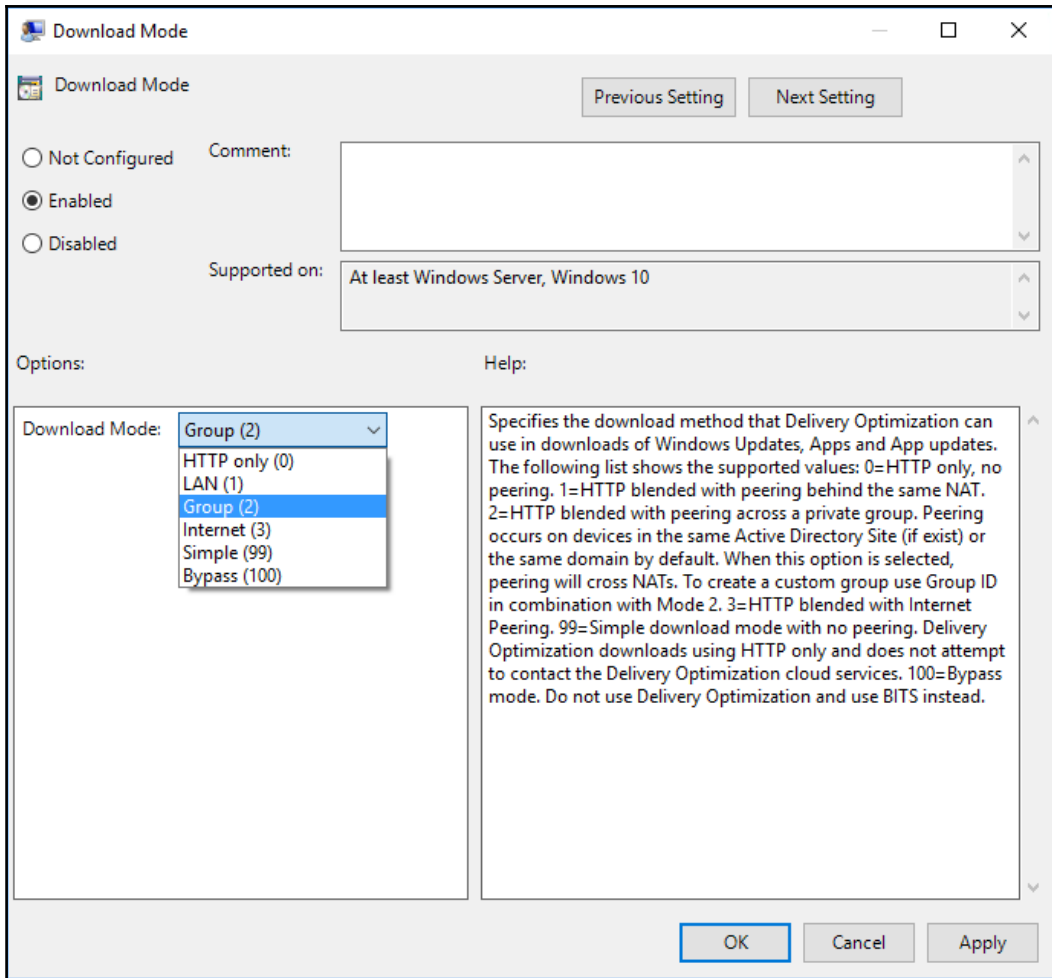 Download Mode
Download Mode
Previous Setting
Next Setting
Not Configured
Comment:
Enabled
Disabled
Supported on:
At least Windows Server, Windows 10
Options:
Help:
Download Mode:
Group (2)
HTTP only (0)
LAN (1)
Group (2)
Internet (3)
Simple (99)
Bypass (100)
Specifies the download method that Delivery Optimization can
use in downloads of Windows Updates, Apps and App updates.
The following list shows the supported values: 0=HTTP only, no
peering. 1=HTTP blended with peering behind the same NAT.
2=HTTP blended with peering across a private group. Peering
occurs on devices in the same Active Directory Site (if exist) or
the same domain by default. When this option is selected,
peering will cross NATs. To create a custom group use Group ID
in combination with Mode 2. 3=HTTP blended with Internet
Peering. 99=Simple download mode with no peering. Delivery
Optimization downloads using HTTP only and does not attempt
to contact the Delivery Optimization cloud services. 100=Bypass
mode. Do not use Delivery Optimization and use BITS instead.
OK
Cancel
Apply